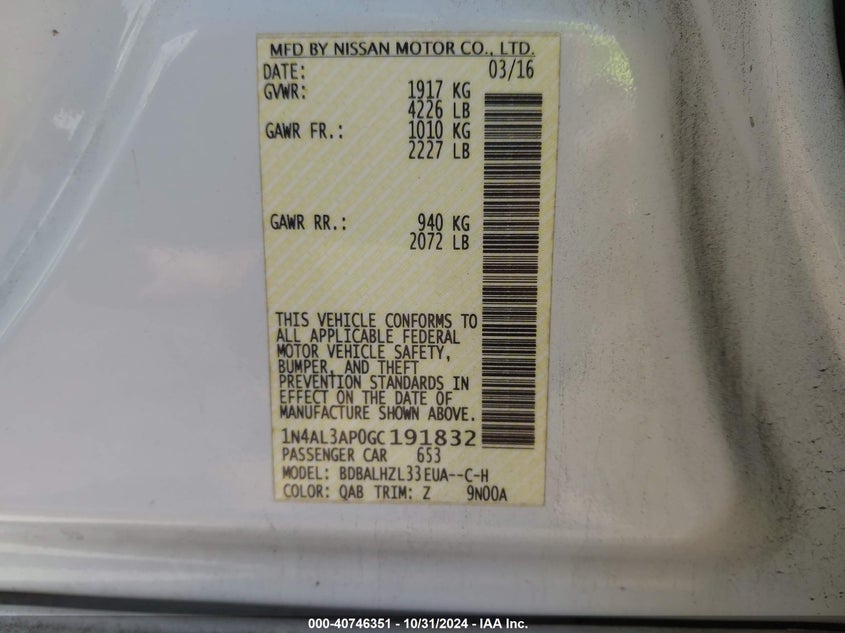 MFD BY NISSAN MOTOR CO., LTD.
DATE: 03/16
GVWR: 1917 KG
4226 LB
GAWR FR.: 1010 KG
2227 LB
GAWR RR.: 940 KG
2072 LB
THIS VEHICLE CONFORMS TO
ALL APPLICABLE FEDERAL
MOTOR VEHICLE SAFETY,
BUMPER, AND THEFT
PREVENTION STANDARDS IN
EFFECT ON THE DATE OF
MANUFACTURE SHOWN ABOVE.
1N4AL3AP0GC191832
PASSENGER CAR 653
MODEL: BDBALHZL33EUA--C-H
COLOR: QAB TRIM: Z 9N00A
000-40746351 - 10/31/2024 - IAA Inc.